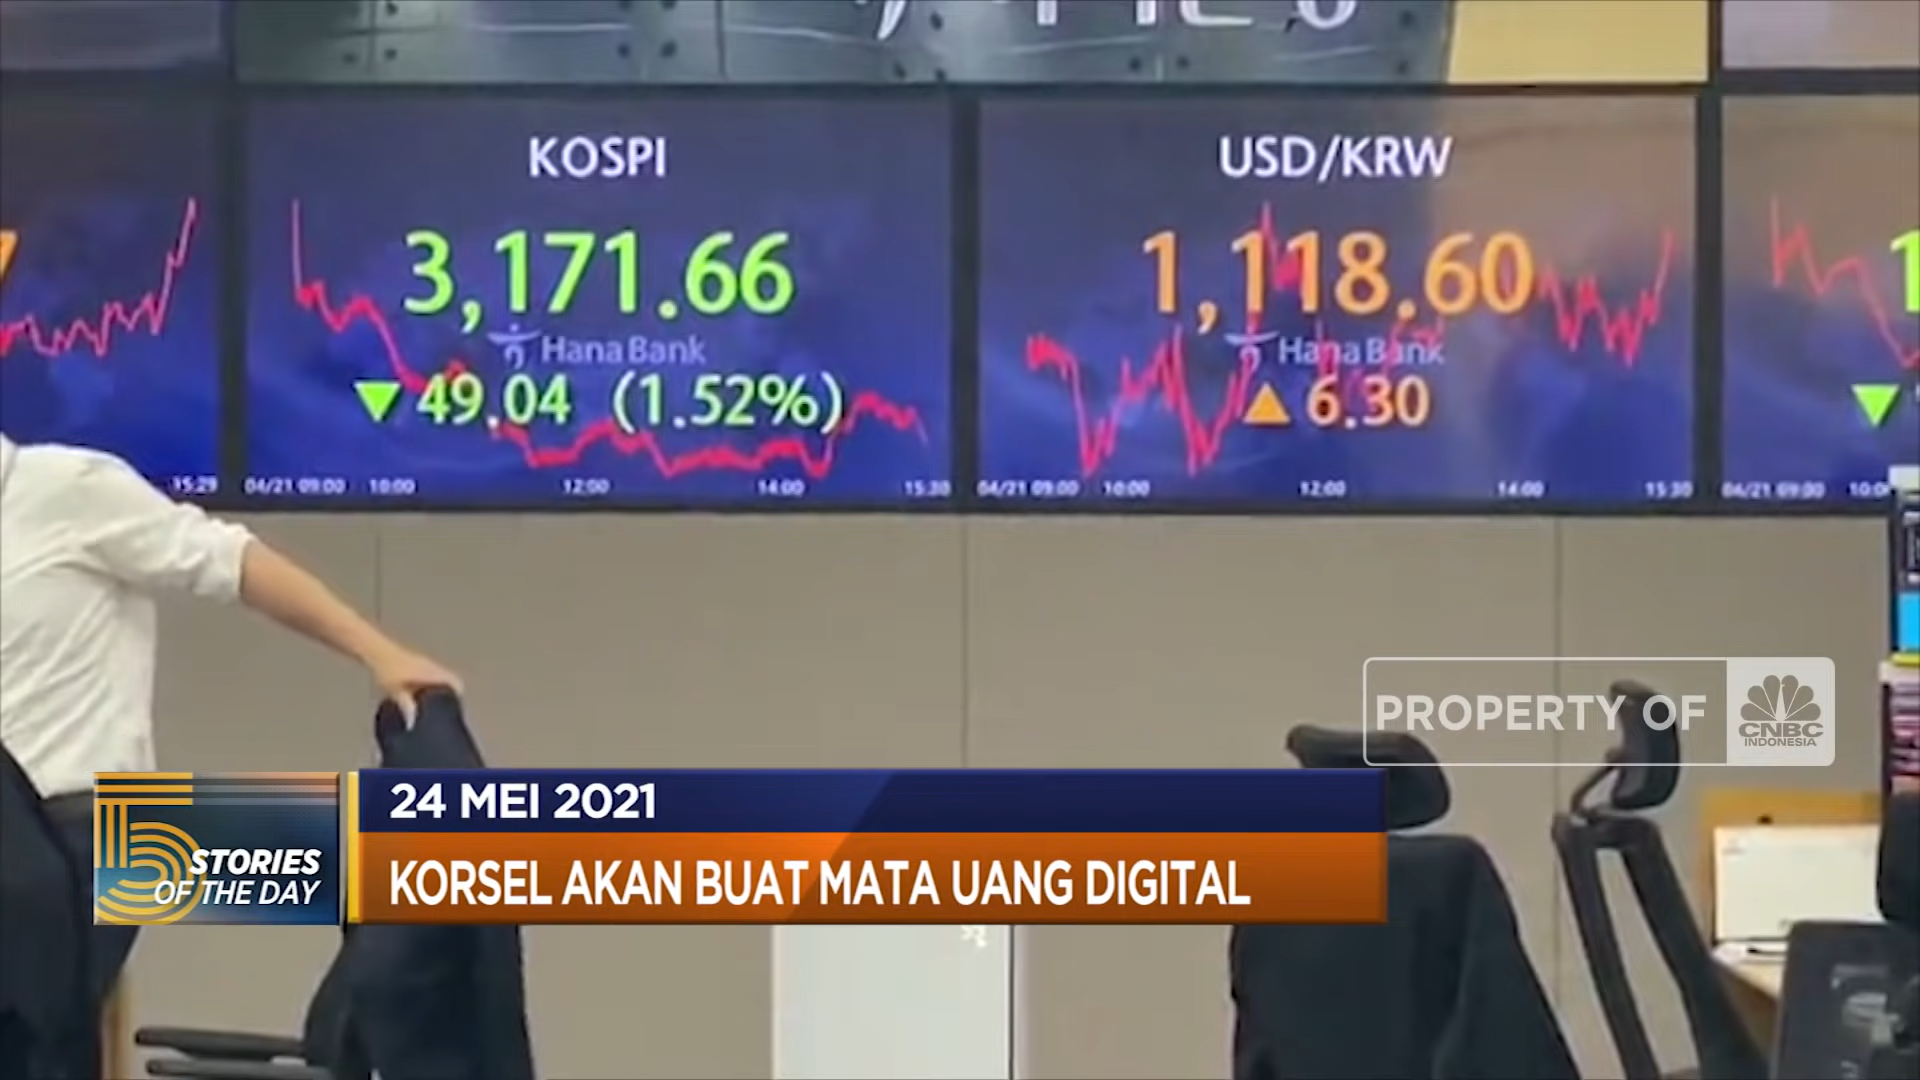 KOSPI
3,171.66
Hana Bank
▼ 49.04 (1.52%)
04/21 09:00 10:00 12:00 14:00 15:30
USD/KRW
1,118.60
Hana Bank
▲ 6.30
04/21 09:00 10:00 12:00 14:00 15:30
15:29
04/21 09:00
PROPERTY OF
CNBC
INDONESIA
5 STORIES
OF THE DAY
24 MEI 2021
KORSEL AKAN BUAT MATA UANG DIGITAL